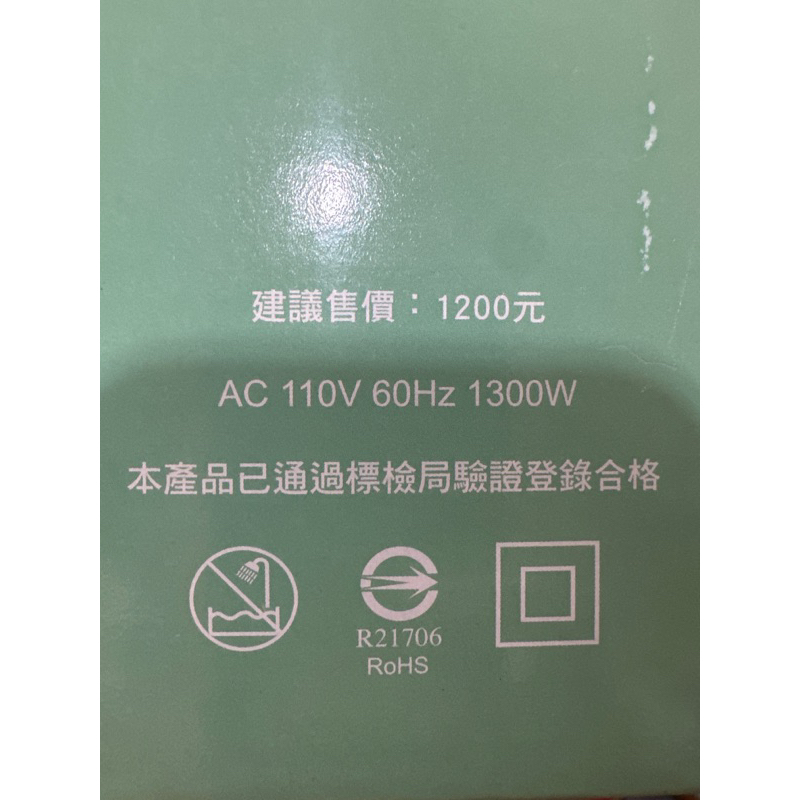 建議售價：1200元
AC 110V 60Hz 1300W
本產品已通過標檢局驗證登錄合格
R21706
RoHS